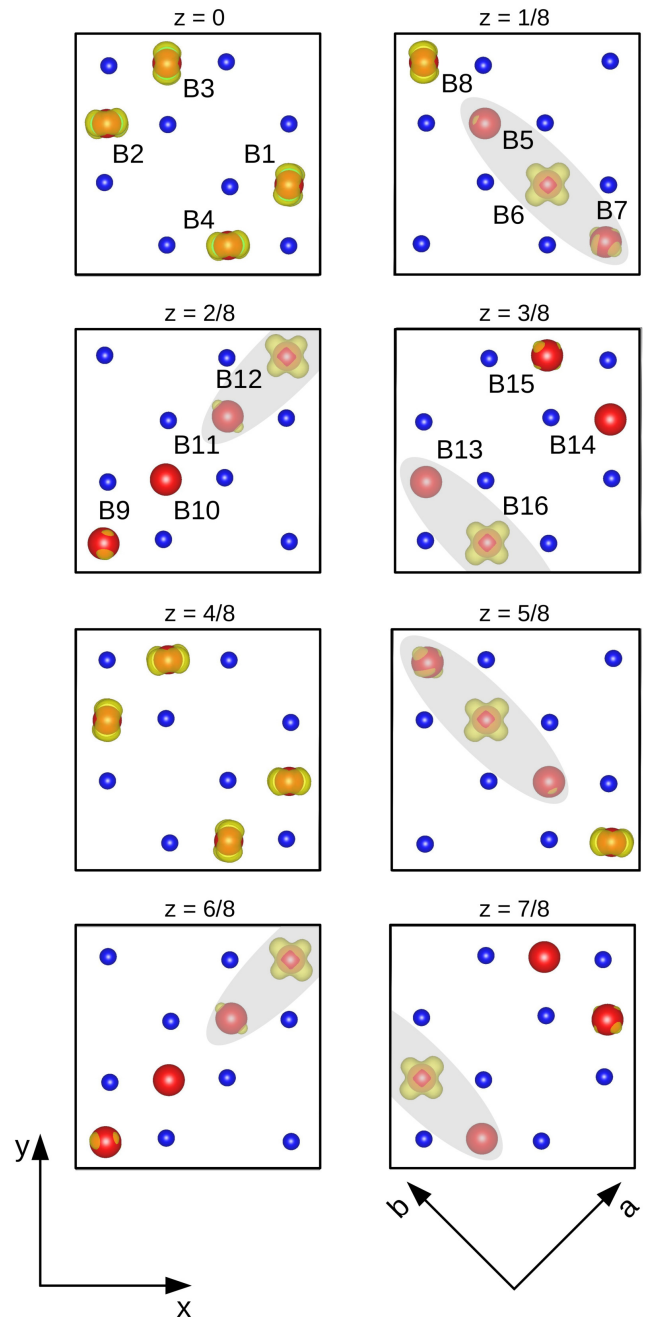 z = 0
z = 1/8
B3
B8
B2
B1
B5
B4
B6
B7
z = 2/8
z = 3/8
B12
B15
B11
B14
B13
B9
B10
B16
z = 4/8
z = 5/8
z = 6/8
z = 7/8
y
x
b
a